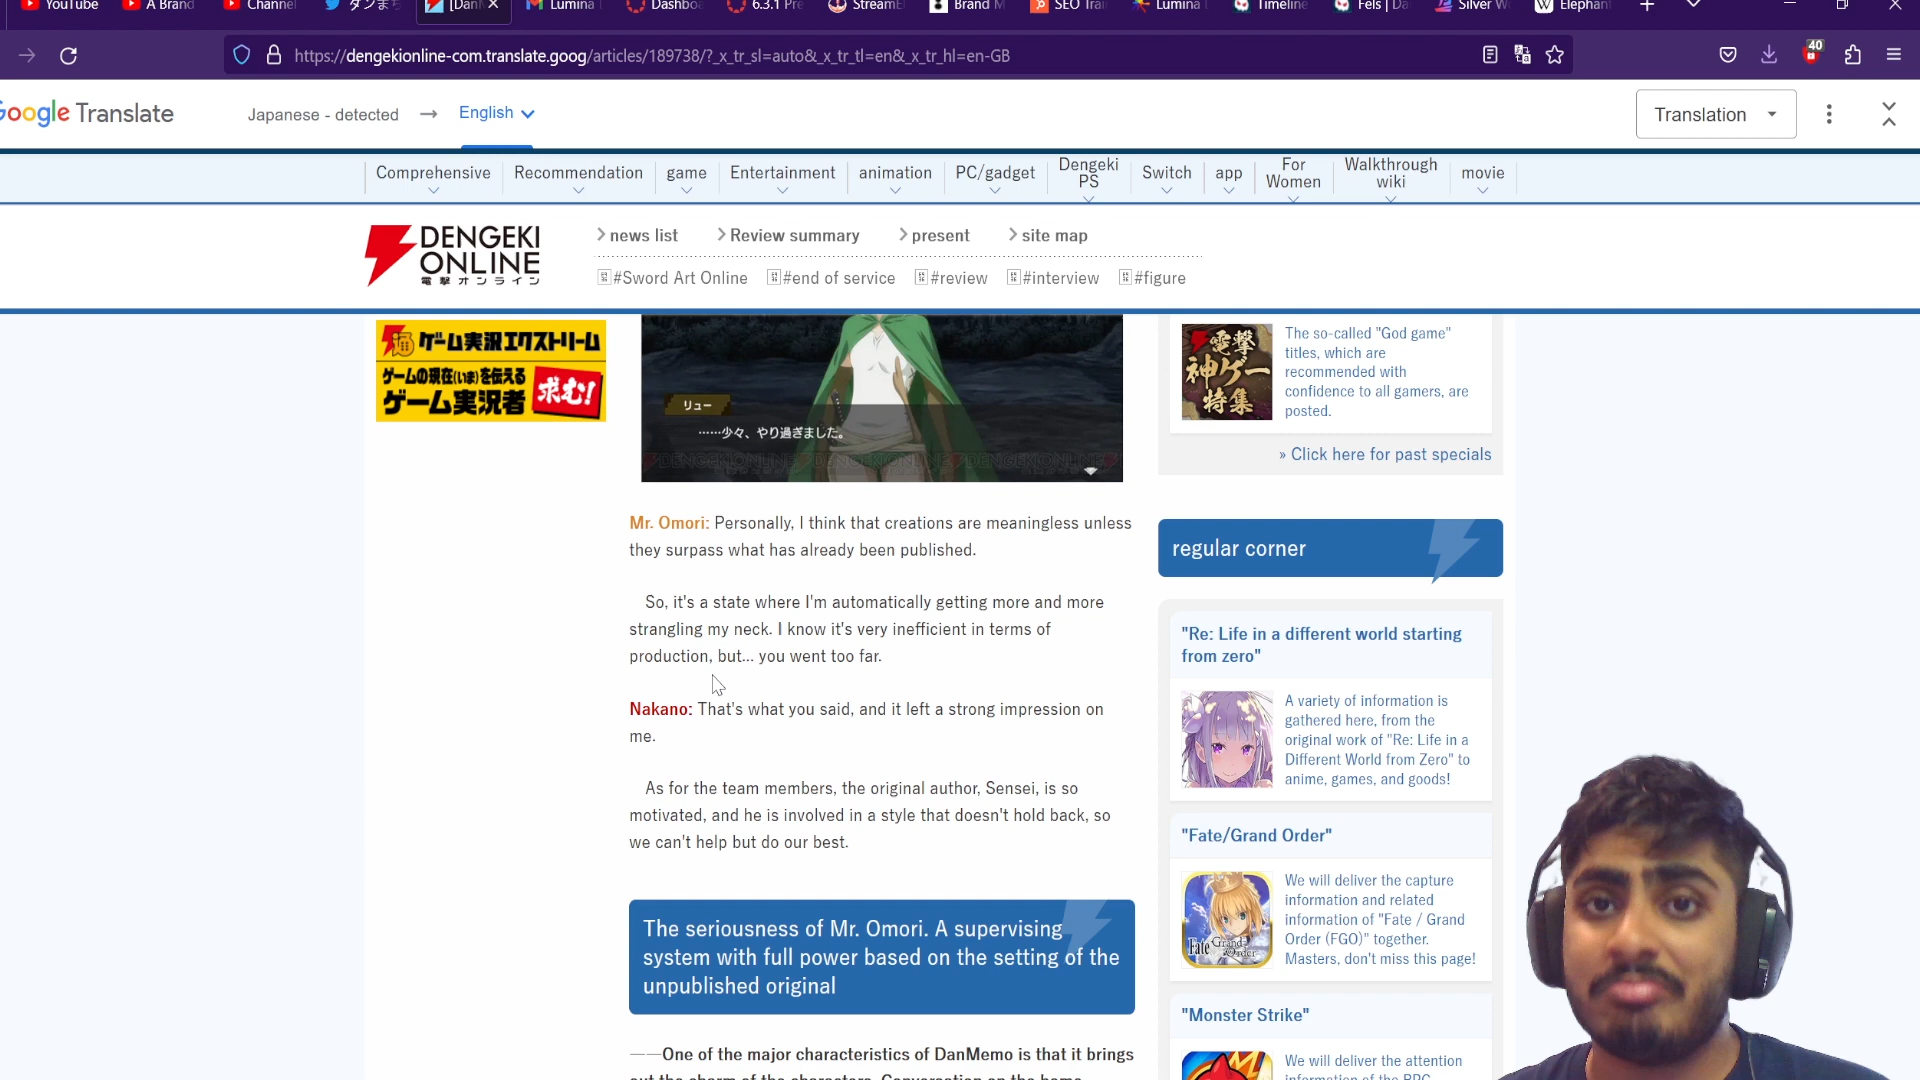 YouTube
A Brand
Channel
ダンまち
[DanM
Lumina
Dashbo
6.3.1 Pre
StreamE
Brand M
SEO Trai
Lumina
Timeline
Fels | Da
Silver W
Elephant
https://dengekionline-com.translate.goog/articles/189738/?_x_tr_sl=auto&_x_tr_tl=en&_x_tr_hl=en-GB
40
Google Translate
Japanese - detected
English
Translation
Comprehensive
Recommendation
game
Entertainment
animation
PC/gadget
Dengeki
PS
Switch
app
For
Women
Walkthrough
wiki
movie
DENGEKI
ONLINE
電撃オンライン
news list
Review summary
present
site map
#Sword Art Online
#end of service
#review
#interview
#figure
ゲーム実況エクストリーム
ゲームの現在(いま)を伝える
ゲーム実況者
求む!
リュー
……少々、やり過ぎました。
DENGEKIONLINE DENGEKIONLINE DENGEKIONLINE
Mr. Omori: Personally, I think that creations are meaningless unless
they surpass what has already been published.
So, it's a state where I'm automatically getting more and more
strangling my neck. I know it's very inefficient in terms of
production, but... you went too far.
Nakano: That's what you said, and it left a strong impression on
me.
As for the team members, the original author, Sensei, is so
motivated, and he is involved in a style that doesn't hold back, so
we can't help but do our best.
The seriousness of Mr. Omori. A supervising
system with full power based on the setting of the
unpublished original
——One of the major characteristics of DanMemo is that it brings
out the charm of the characters. Conversation on the home
電撃
神ゲー
特集
The so-called "God game"
titles, which are
recommended with
confidence to all gamers, are
posted.
» Click here for past specials
regular corner
"Re: Life in a different world starting
from zero"
A variety of information is
gathered here, from the
original work of "Re: Life in a
Different World from Zero" to
anime, games, and goods!
"Fate/Grand Order"
Fate
Grand
Order
We will deliver the capture
information and related
information of "Fate / Grand
Order (FGO)" together.
Masters, don't miss this page!
"Monster Strike"
We will deliver the attention
information of the RPG